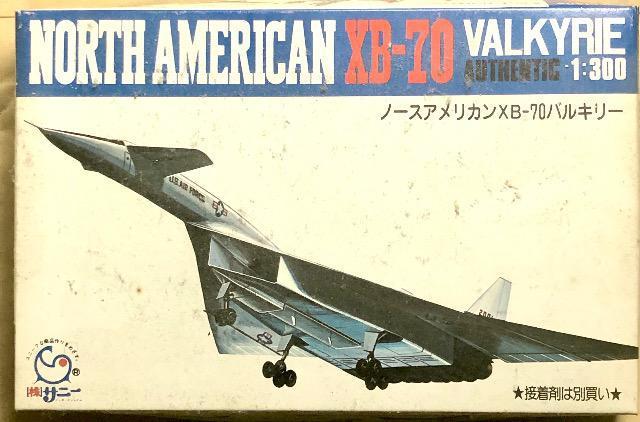 NORTH AMERICAN XB-70 VALKYRIE
AUTHENTIC 1:300
ノースアメリカンXB-70バルキリー
U.S. AIR FORCE
[株]サニー
®
★接着剤は別買い★